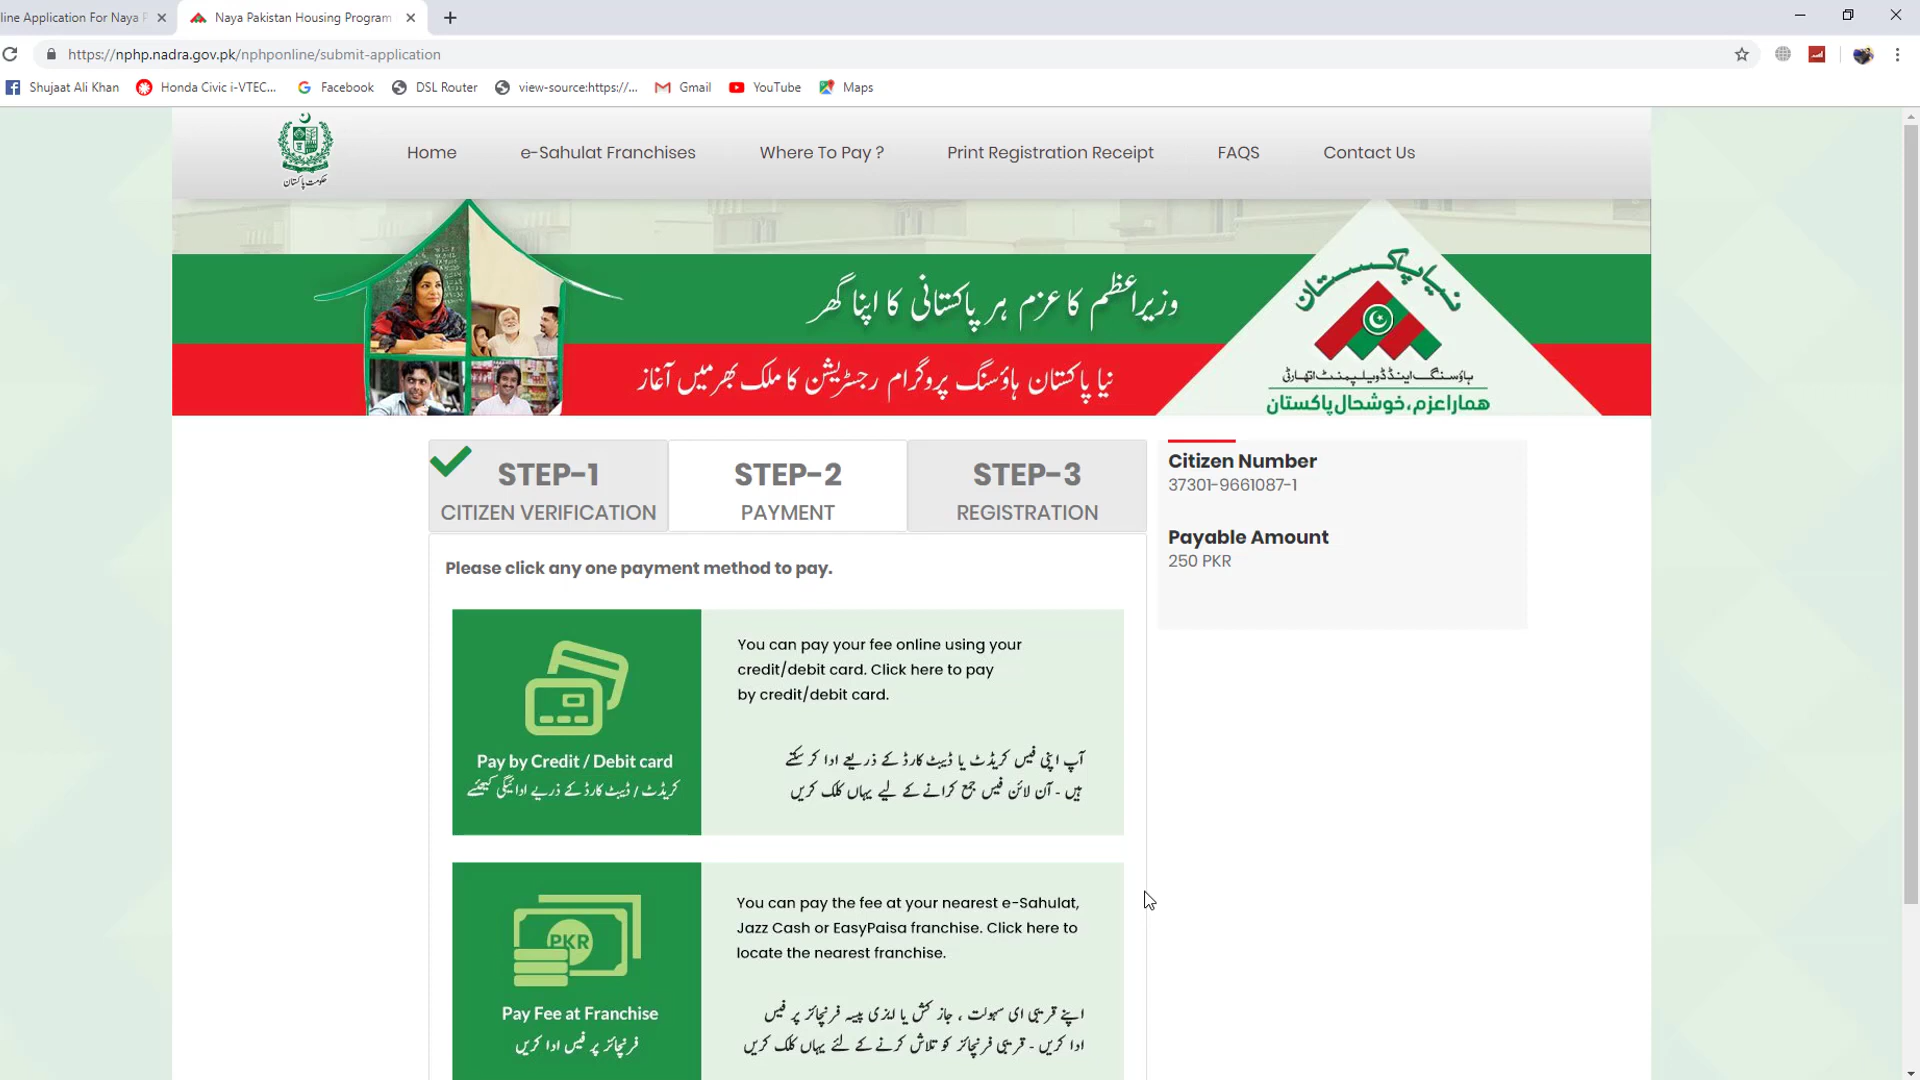 line Application For Naya P
Naya Pakistan Housing Program
https://nphp.nadra.gov.pk/nphponline/submit-application
Shujaat Ali Khan
Honda Civic i-VTEC...
Facebook
DSL Router
view-source:https://...
Gmail
YouTube
Maps
حکومت پاکستان
Home
e-Sahulat Franchises
Where To Pay ?
Print Registration Receipt
FAQS
Contact Us
وزیراعظم کا عزم ہر پاکستانی کا اپنا گھر
نیا پاکستان ہاؤسنگ پروگرام رجسٹریشن کا ملک بھر میں آغاز
نیا پاکستان
ہاؤسنگ اینڈ ڈویلپمنٹ اتھارٹی
ہمارا عزم، خوشحال پاکستان
STEP-1
CITIZEN VERIFICATION
STEP-2
PAYMENT
STEP-3
REGISTRATION
Citizen Number
37301-9661087-1
Payable Amount
250 PKR
Please click any one payment method to pay.
Pay by Credit / Debit card
کریڈٹ / ڈیبٹ کارڈ کے ذریے ادائیگی کیجئے
You can pay your fee online using your
credit/debit card. Click here to pay
by credit/debit card.
آپ اپنی فیس کریڈٹ یا ڈیبٹ کارڈ کے ذریعے ادا کر سکتے
ہیں - آن لائن فیس جمع کرانے کے لیے یہاں کلک کریں
PKR
Pay Fee at Franchise
فرنچائز پر فیس ادا کریں
You can pay the fee at your nearest e-Sahulat,
Jazz Cash or EasyPaisa franchise. Click here to
locate the nearest franchise.
اپنے قریبی ای سہولت ، جاز کش یا ایزی پیسہ فرنچائز پر فیس
ادا کریں - قریبی فرنچائز کو تلاش کرنے کے لئے یہاں کلک کریں